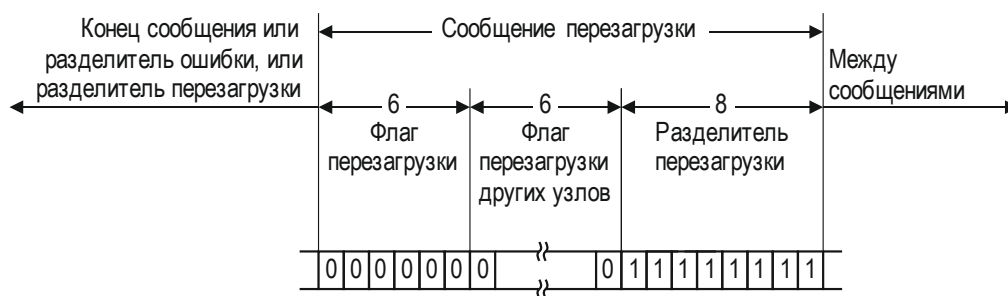 Конец сообщения или
разделитель ошибки, или
разделитель перезагрузки
Сообщение перезагрузки
Между
сообщениями
6
6
8
Флаг
перезагрузки
Флаг
перезагрузки
других узлов
Разделитель
перезагрузки
0 0 0 0 0 0 0 0 1 1 1 1 1 1 1 1